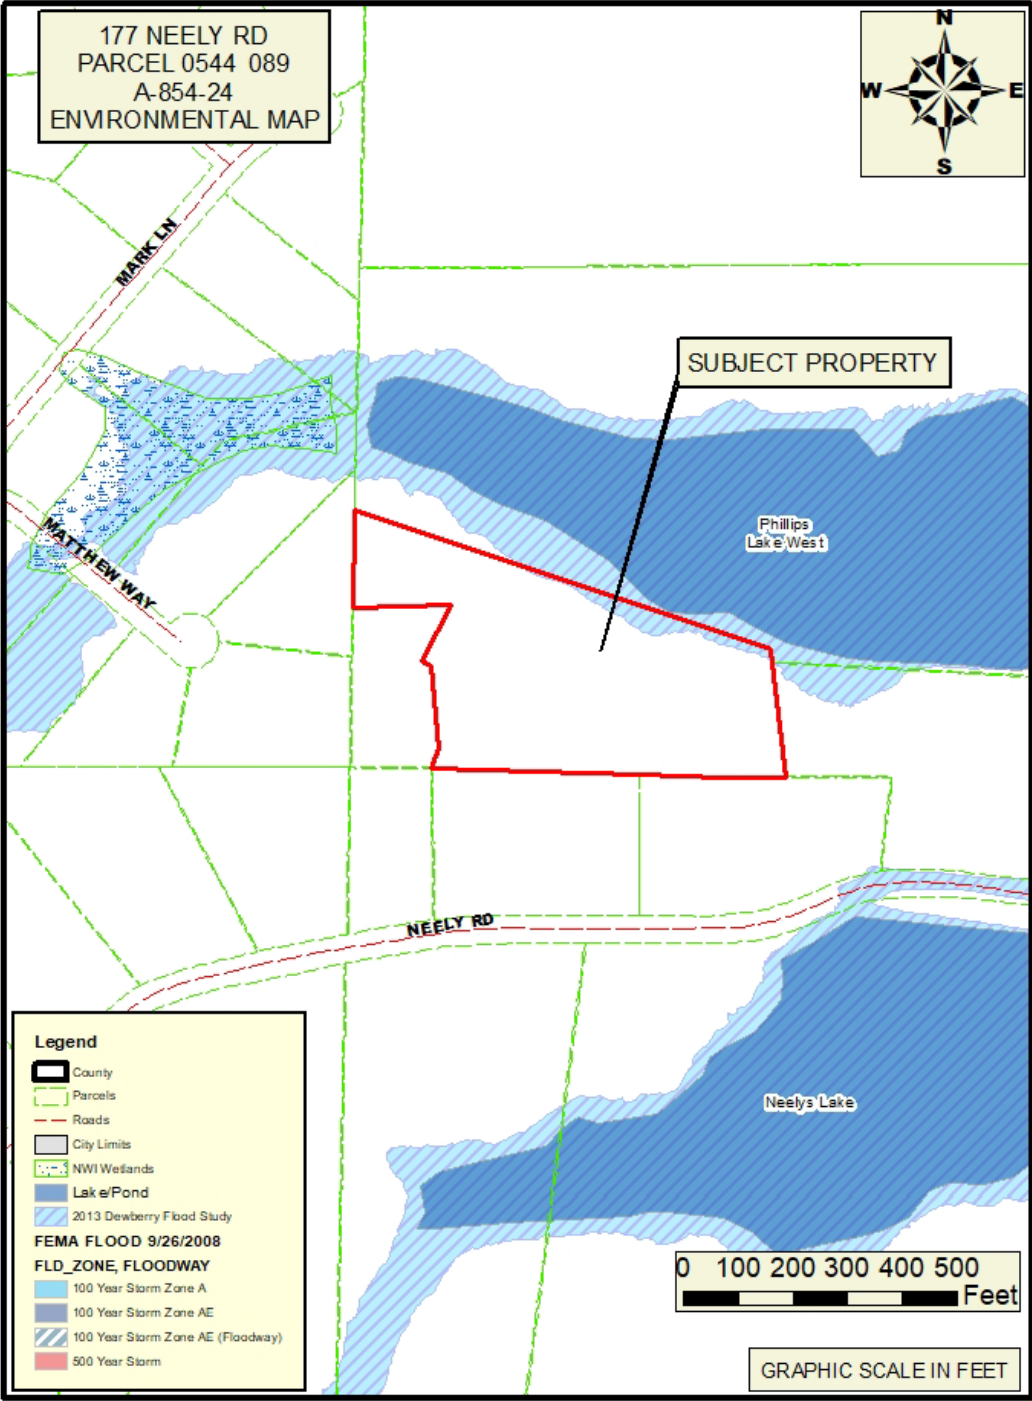 177 NEELY RD
PARCEL 0544 089
A-854-24
ENVIRONMENTAL MAP
N
W
E
S
MARK LN
SUBJECT PROPERTY
Phillips
Lake West
MATTHEW WAY
NEELY RD
Neelys Lake
Legend
County
Parcels
Roads
City Limits
NWI Wetlands
Lake/Pond
2013 Dewberry Flood Study
FEMA FLOOD 9/26/2008
FLD_ZONE, FLOODWAY
100 Year Storm Zone A
100 Year Storm Zone AE
100 Year Storm Zone AE (Floodway)
500 Year Storm
0 100 200 300 400 500
Feet
GRAPHIC SCALE IN FEET